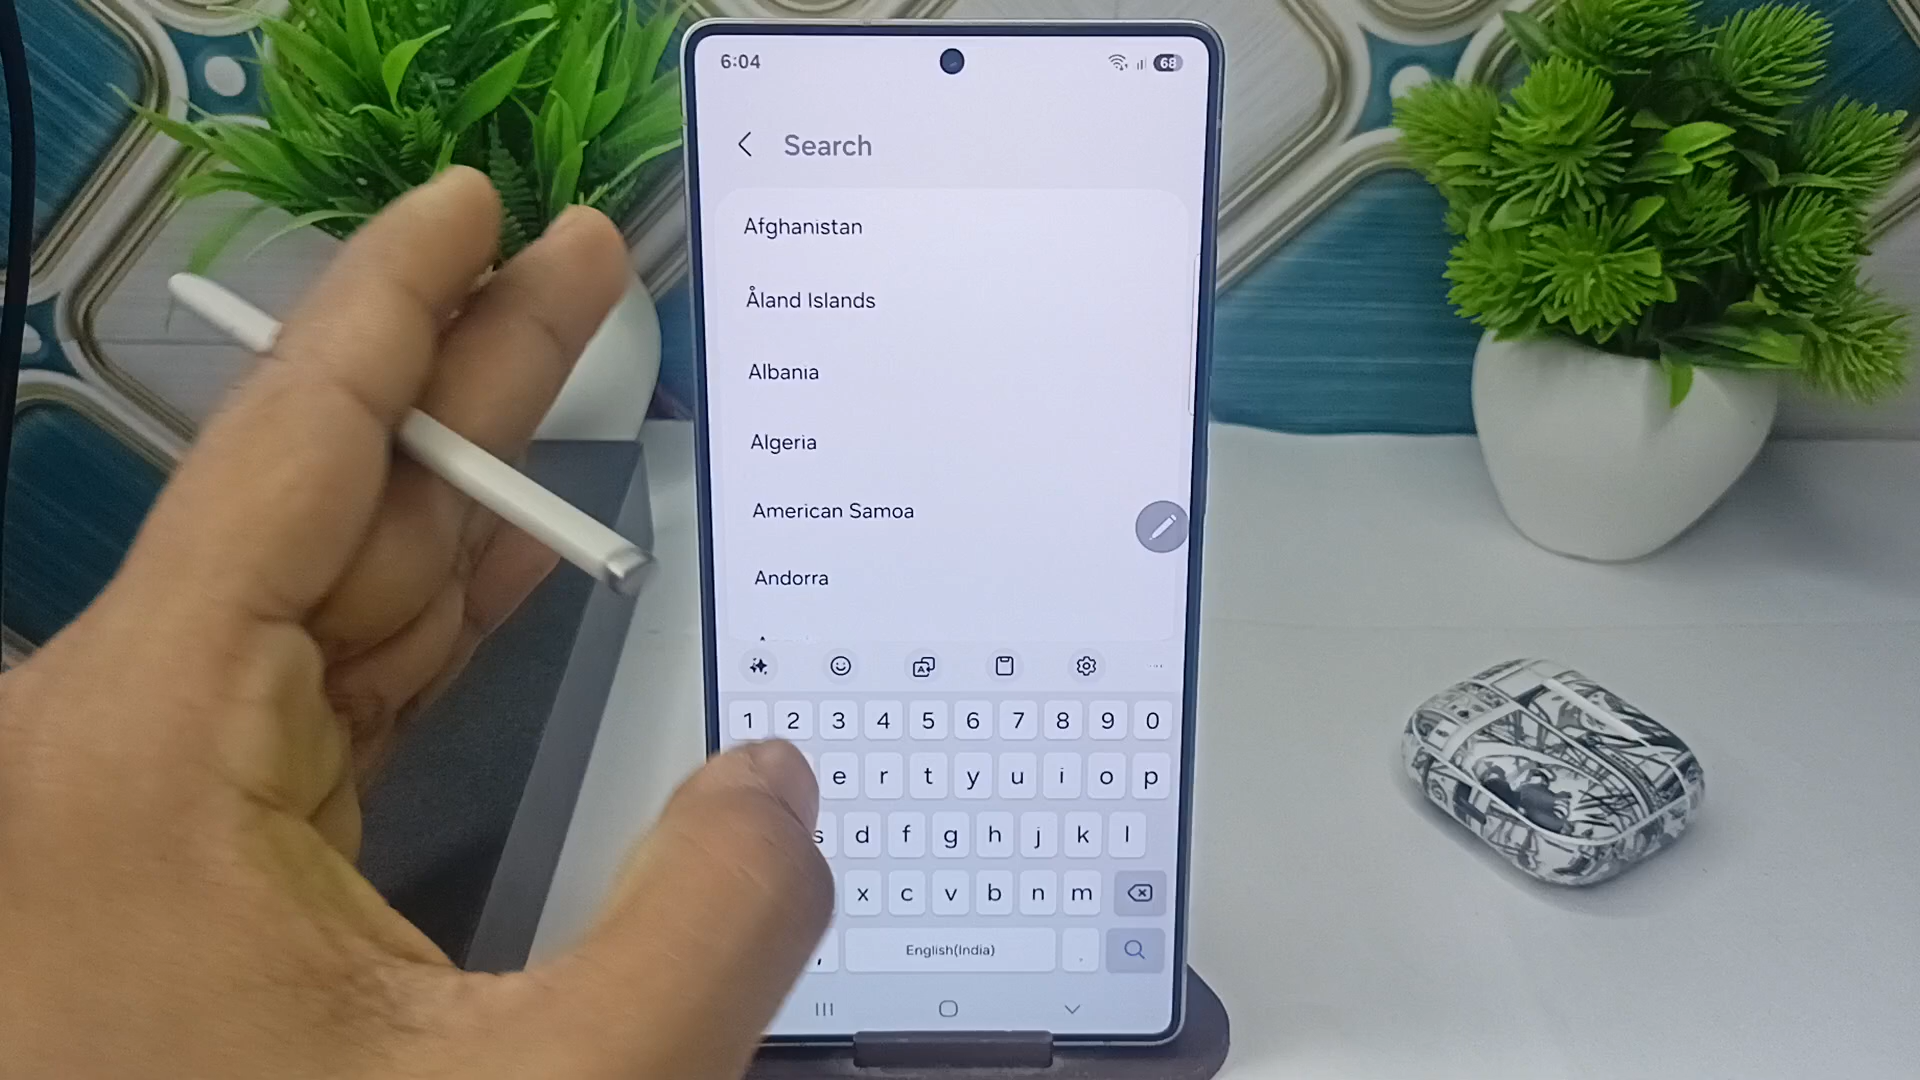 6:04
68
Search
Afghanistan
Åland Islands
Albania
Algeria
American Samoa
Andorra
1 2 3 4 5 6 7 8 9 0
e r t y u i o p
s d f g h j k l
x c v b n m
, English(India) .